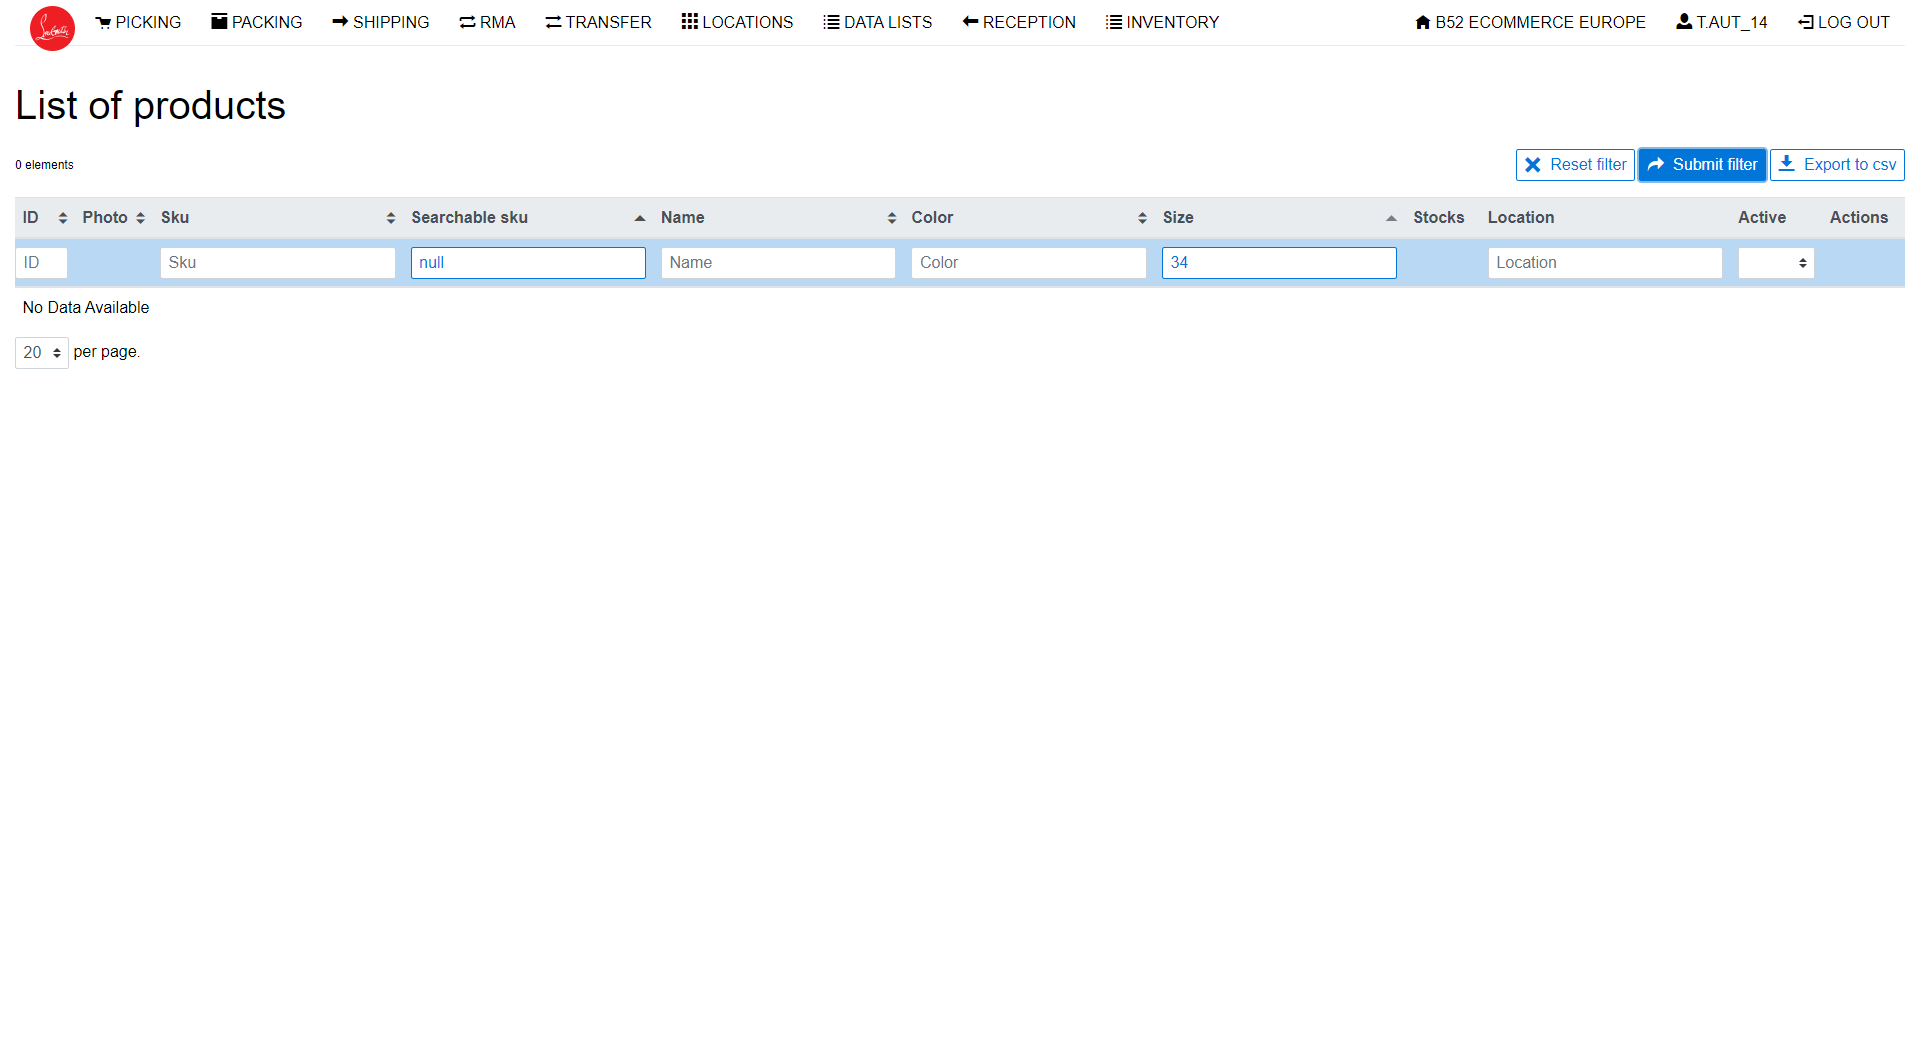 PICKING PACKING SHIPPING RMA TRANSFER LOCATIONS DATA LISTS RECEPTION INVENTORY B52 ECOMMERCE EUROPE T.AUT_14 LOG OUT
List of products
0 elements Reset filter Submit filter Export to csv
ID Photo Sku Searchable sku Name Color Size Stocks Location Active Actions
ID Sku null Name Color 34 Location
No Data Available
20 per page.